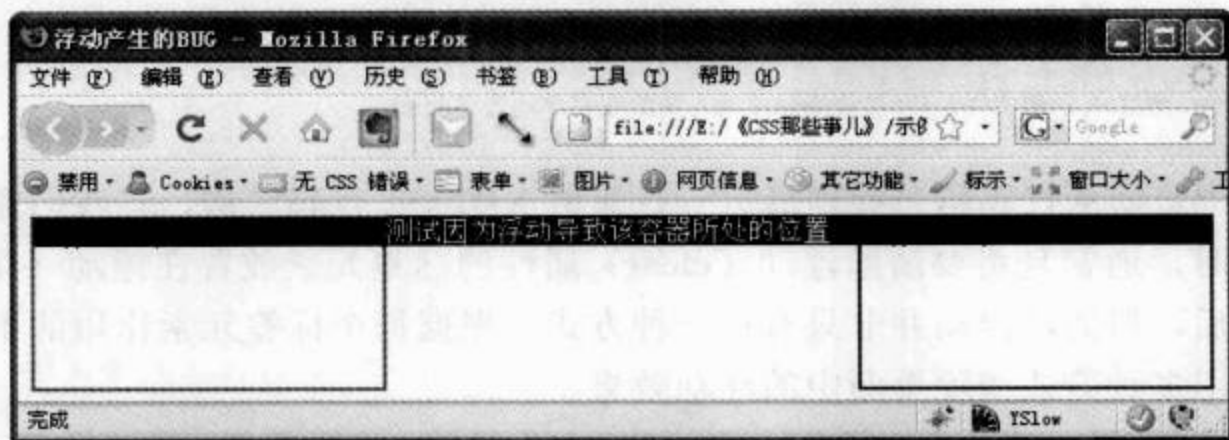 浮动产生的BUG - Mozilla Firefox
文件 (F) 编辑 (E) 查看 (V) 历史 (S) 书签 (B) 工具 (T) 帮助 (H)
file:///E:/《CSS那些事儿》/示 Google
禁用 Cookies 无 CSS 错误 表单 图片 网页信息 其它功能 标示 窗口大小
测试因为浮动导致该容器所处的位置
完成 YSlow